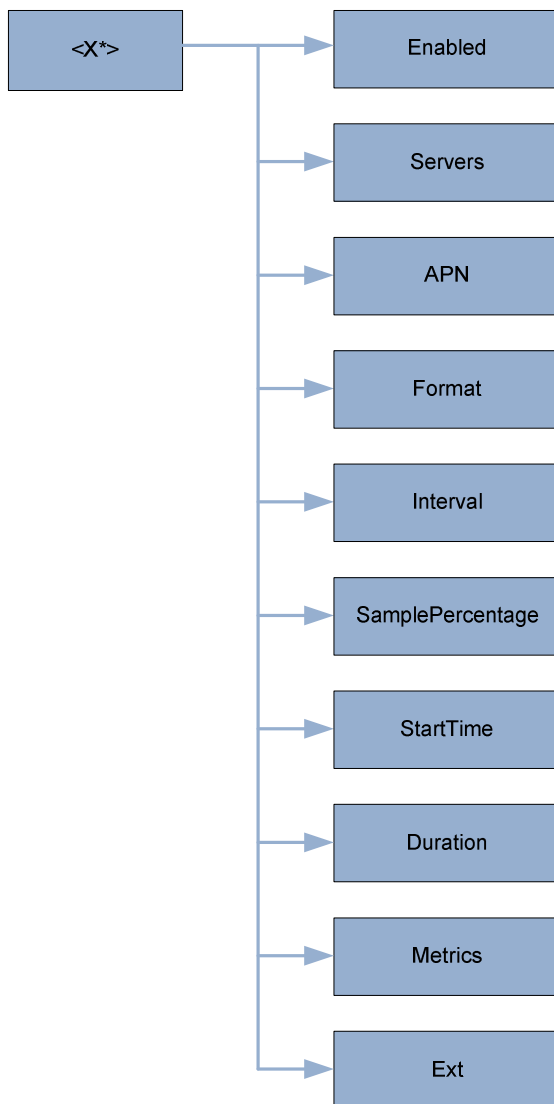 <X*>
Enabled
Servers
APN
Format
Interval
SamplePercentage
StartTime
Duration
Metrics
Ext